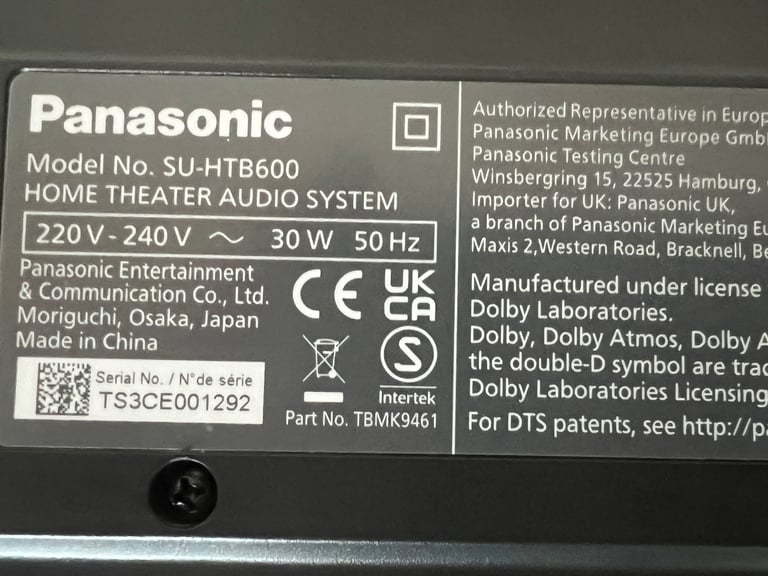 Panasonic
Model No. SU-HTB600
HOME THEATER AUDIO SYSTEM
220 V - 240 V ~ 30 W 50 Hz
Panasonic Entertainment
& Communication Co., Ltd.
Moriguchi, Osaka, Japan
Made in China
Serial No. / N° de série
TS3CE001292
CE
UK
CA
S
Intertek
Part No. TBMK9461
Authorized Representative in Europ
Panasonic Marketing Europe Gmb
Panasonic Testing Centre
Winsbergring 15, 22525 Hamburg,
Importer for UK: Panasonic UK,
a branch of Panasonic Marketing Eu
Maxis 2,Western Road, Bracknell, Be
Manufactured under license
Dolby Laboratories.
Dolby, Dolby Atmos, Dolby A
the double-D symbol are trad
Dolby Laboratories Licensing
For DTS patents, see http://pa